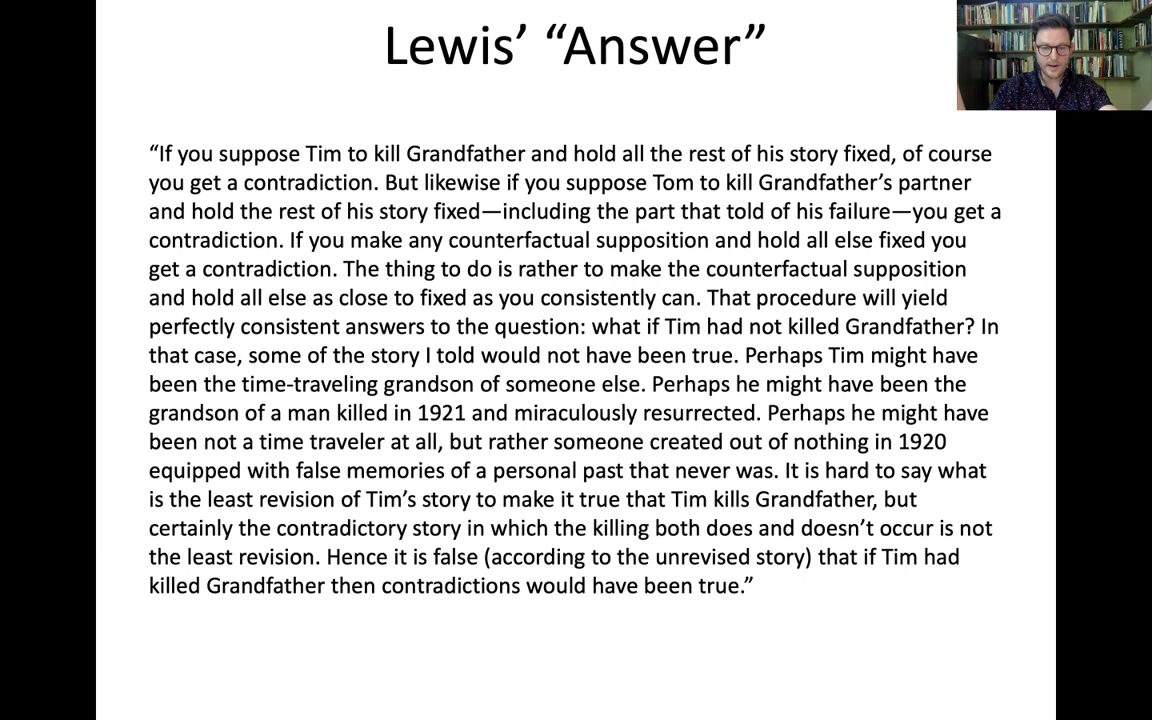 Lewis’ “Answer”
“If you suppose Tim to kill Grandfather and hold all the rest of his story fixed, of course
you get a contradiction. But likewise if you suppose Tom to kill Grandfather’s partner
and hold the rest of his story fixed—including the part that told of his failure—you get a
contradiction. If you make any counterfactual supposition and hold all else fixed you
get a contradiction. The thing to do is rather to make the counterfactual supposition
and hold all else as close to fixed as you consistently can. That procedure will yield
perfectly consistent answers to the question: what if Tim had not killed Grandfather? In
that case, some of the story I told would not have been true. Perhaps Tim might have
been the time-traveling grandson of someone else. Perhaps he might have been the
grandson of a man killed in 1921 and miraculously resurrected. Perhaps he might have
been not a time traveler at all, but rather someone created out of nothing in 1920
equipped with false memories of a personal past that never was. It is hard to say what
is the least revision of Tim’s story to make it true that Tim kills Grandfather, but
certainly the contradictory story in which the killing both does and doesn’t occur is not
the least revision. Hence it is false (according to the unrevised story) that if Tim had
killed Grandfather then contradictions would have been true.”